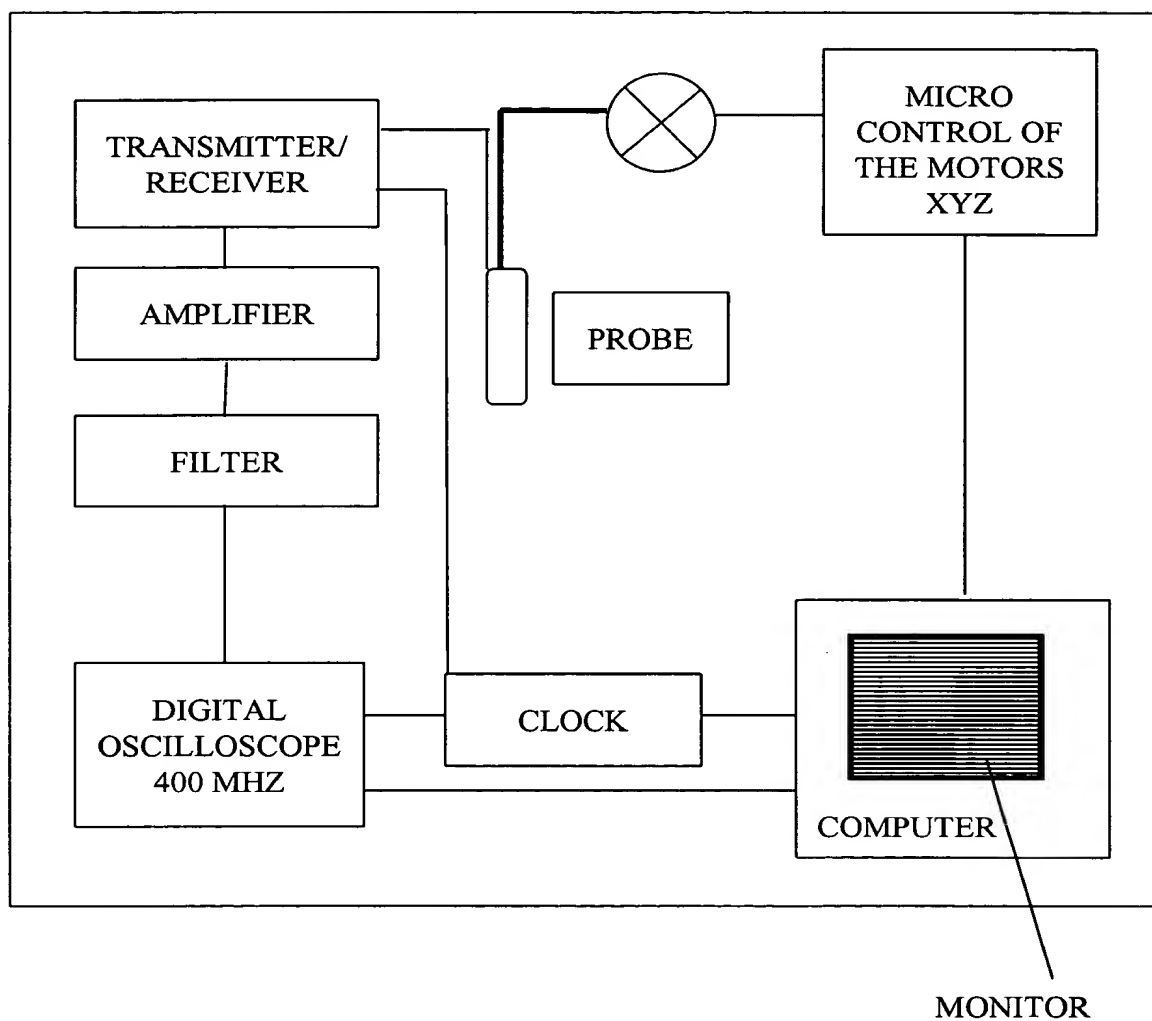 TRANSMITTER/
RECEIVER
MICRO
CONTROL OF
THE MOTORS
XYZ
AMPLIFIER
PROBE
FILTER
DIGITAL
OSCILLOSCOPE
400 MHZ
CLOCK
COMPUTER
MONITOR